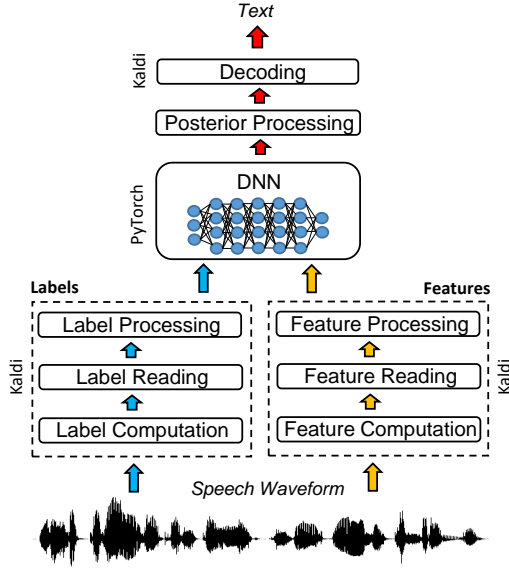 Text
Kaldi
Decoding
Posterior Processing
PyTorch
DNN
Labels
Features
Kaldi
Label Processing
Label Reading
Label Computation
Feature Processing
Feature Reading
Feature Computation
Kaldi
Speech Waveform